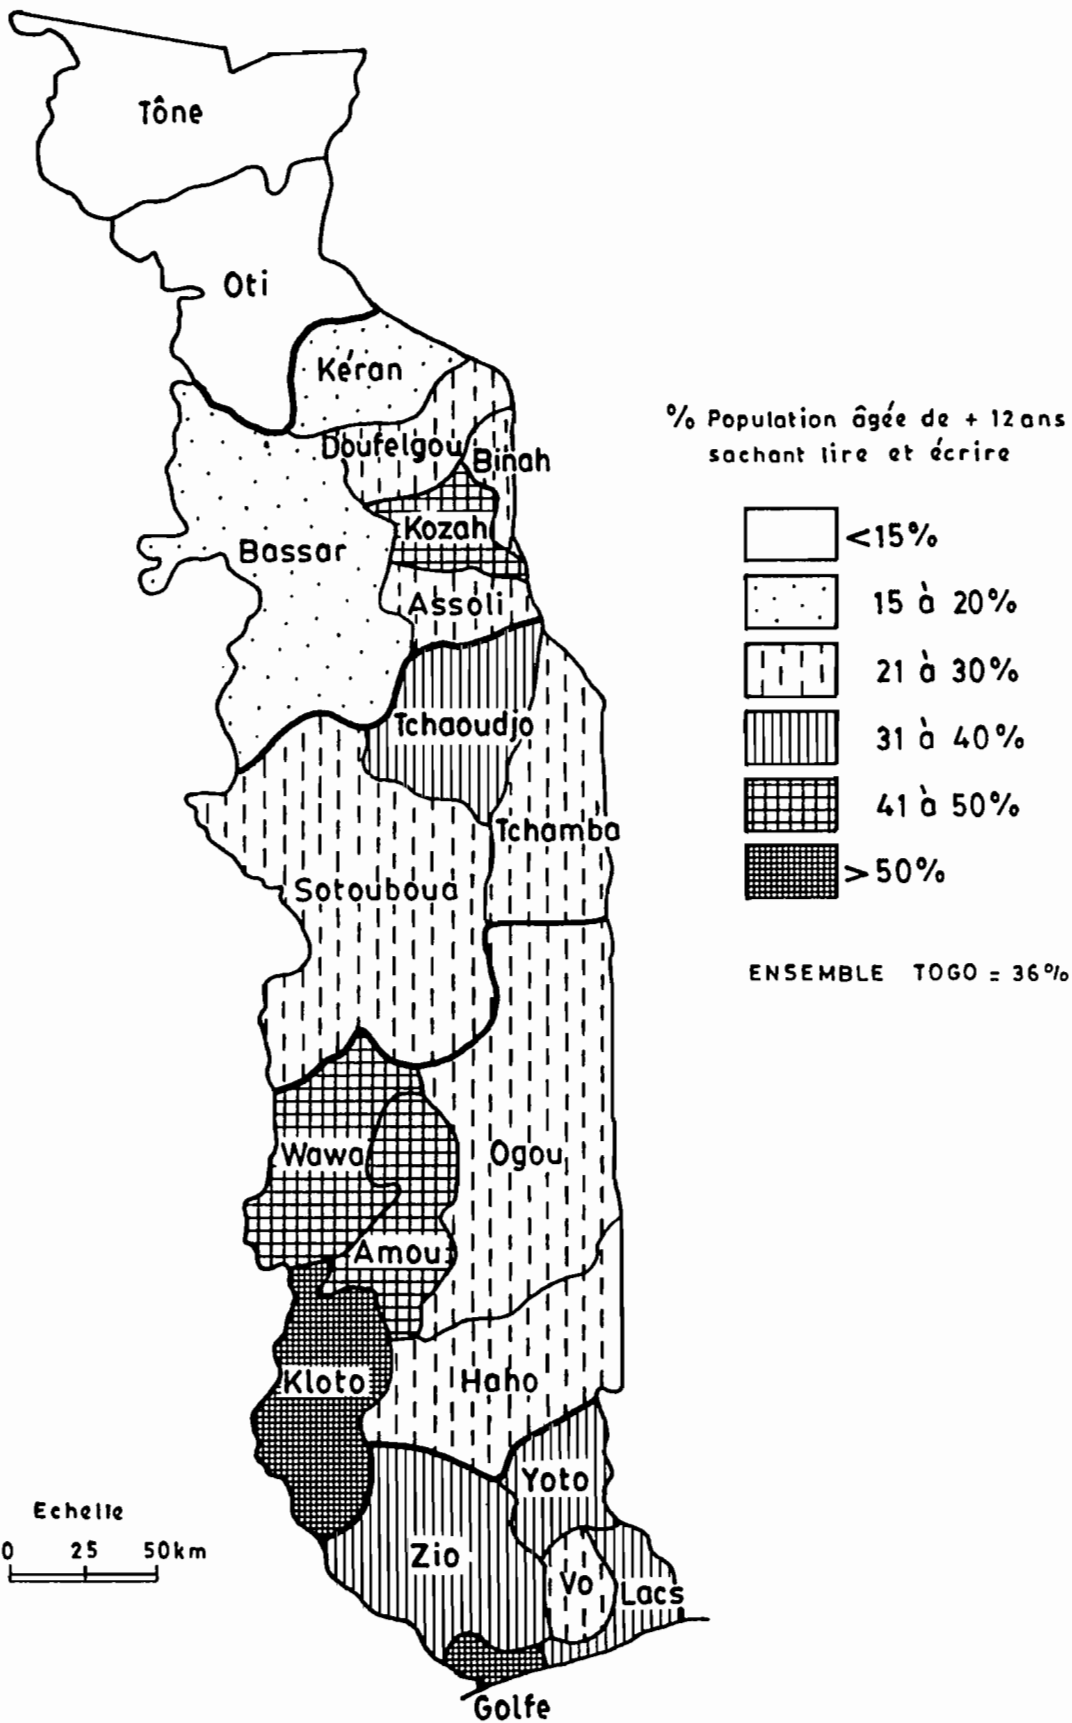 Tône
Oti
Kéran
Doufelgou
Binah
Kozah
Bassar
Assoli
Tchaoudjo
Tchamba
Sotouboua
Wawa
Ogou
Amou
Kloto
Haho
Yoto
Zio
Vo
Lacs
Golfe
% Population âgée de + 12 ans
sachant lire et écrire
<15%
15 à 20%
21 à 30%
31 à 40%
41 à 50%
>50%
ENSEMBLE TOGO = 36%
Echelle
0 25 50km